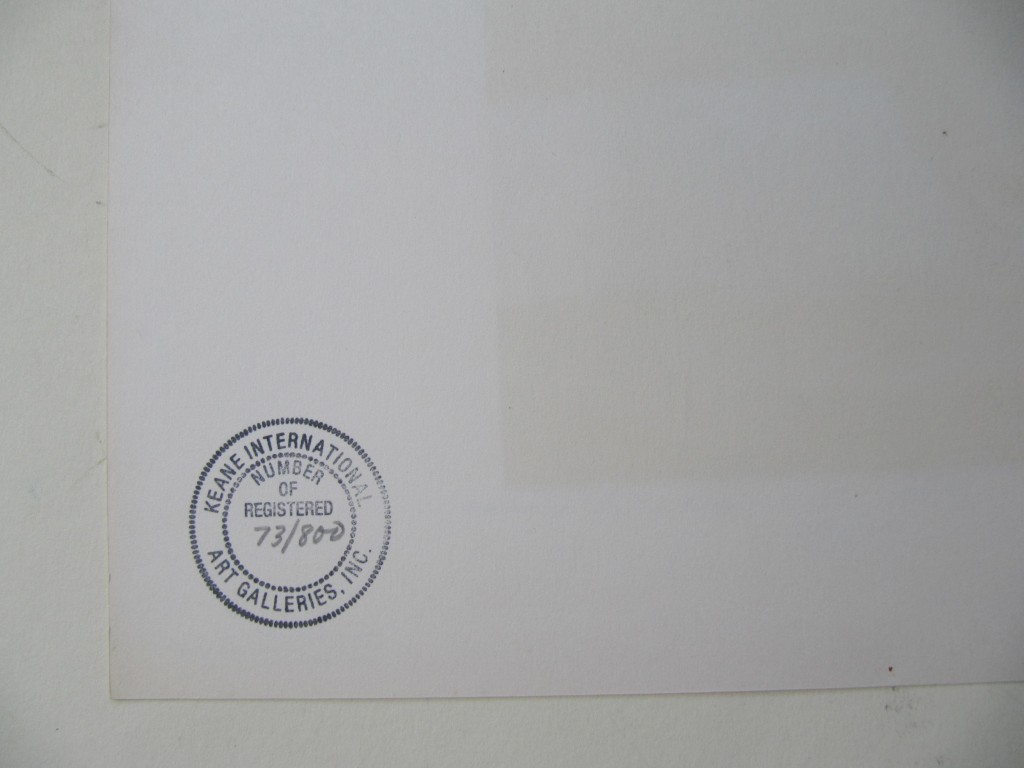 KEANE INTERNATIONAL
NUMBER
OF
REGISTERED
73/800
ART GALLERIES, INC.